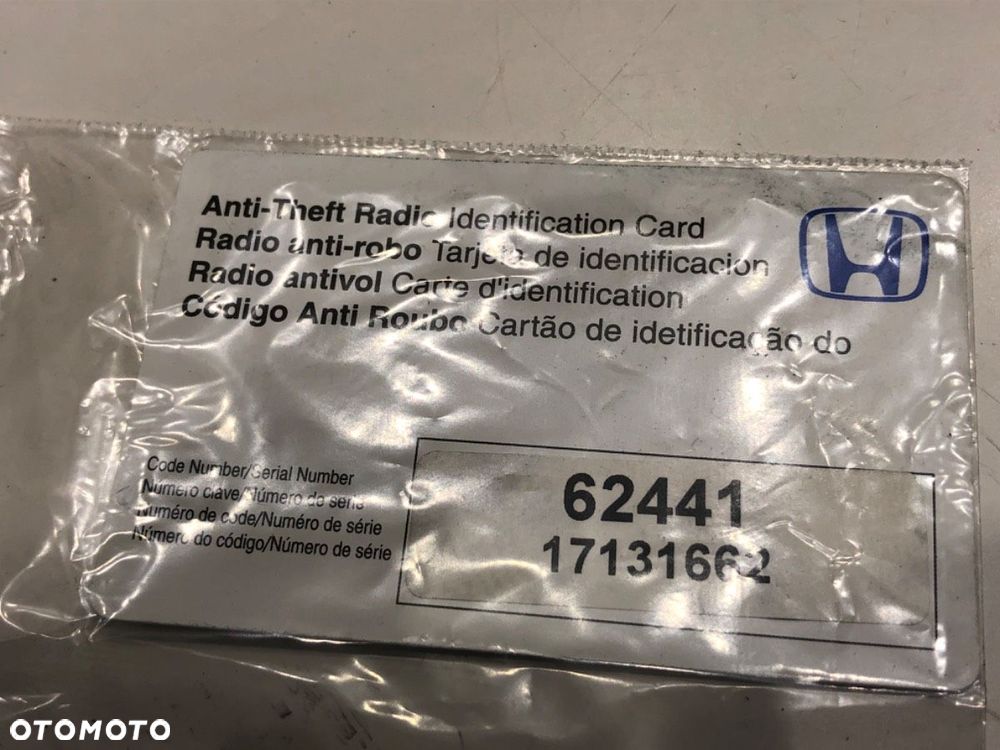 Anti-Theft Radio Identification Card
Radio anti-robo Tarjeta de identificacion
Radio antivol Carte d'identification
Código Anti Roubo Cartão de idetificação do
Code Number/Serial Number
Número clave/Número de serie
Numéro de code/Numéro de série
Número do código/Número de série
62441
17131662
OTOMOTO